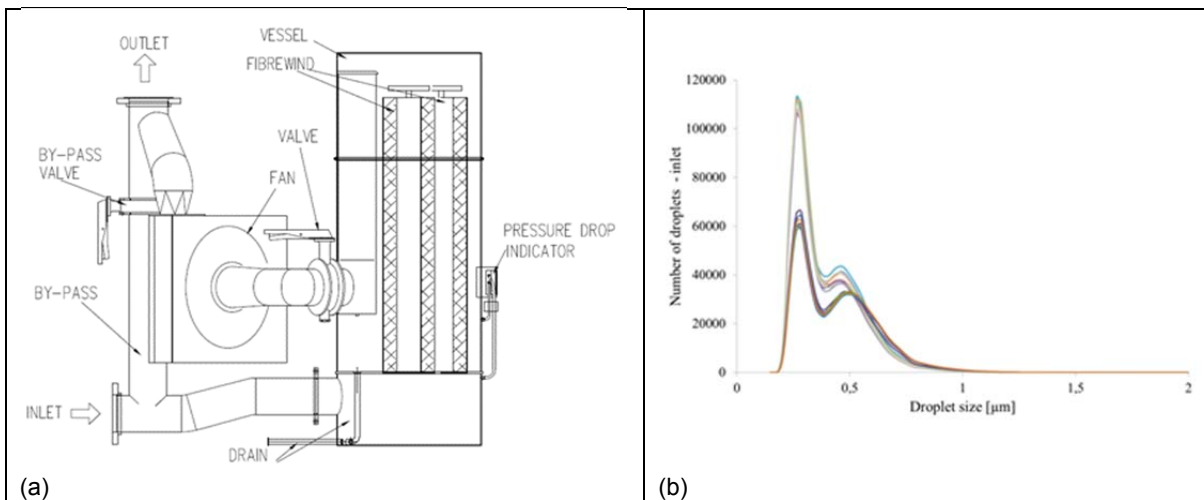 OUTLET
BY-PASS
VALVE
BY-PASS
INLET
VESSEL
FIBREWIND
VALVE
FAN
PRESSURE DROP
INDICATOR
DRAIN
(a)
Number of droplets - inlet
120000
100000
80000
60000
40000
20000
0
0
0,5
1
1,5
2
Droplet size [µm]
(b)